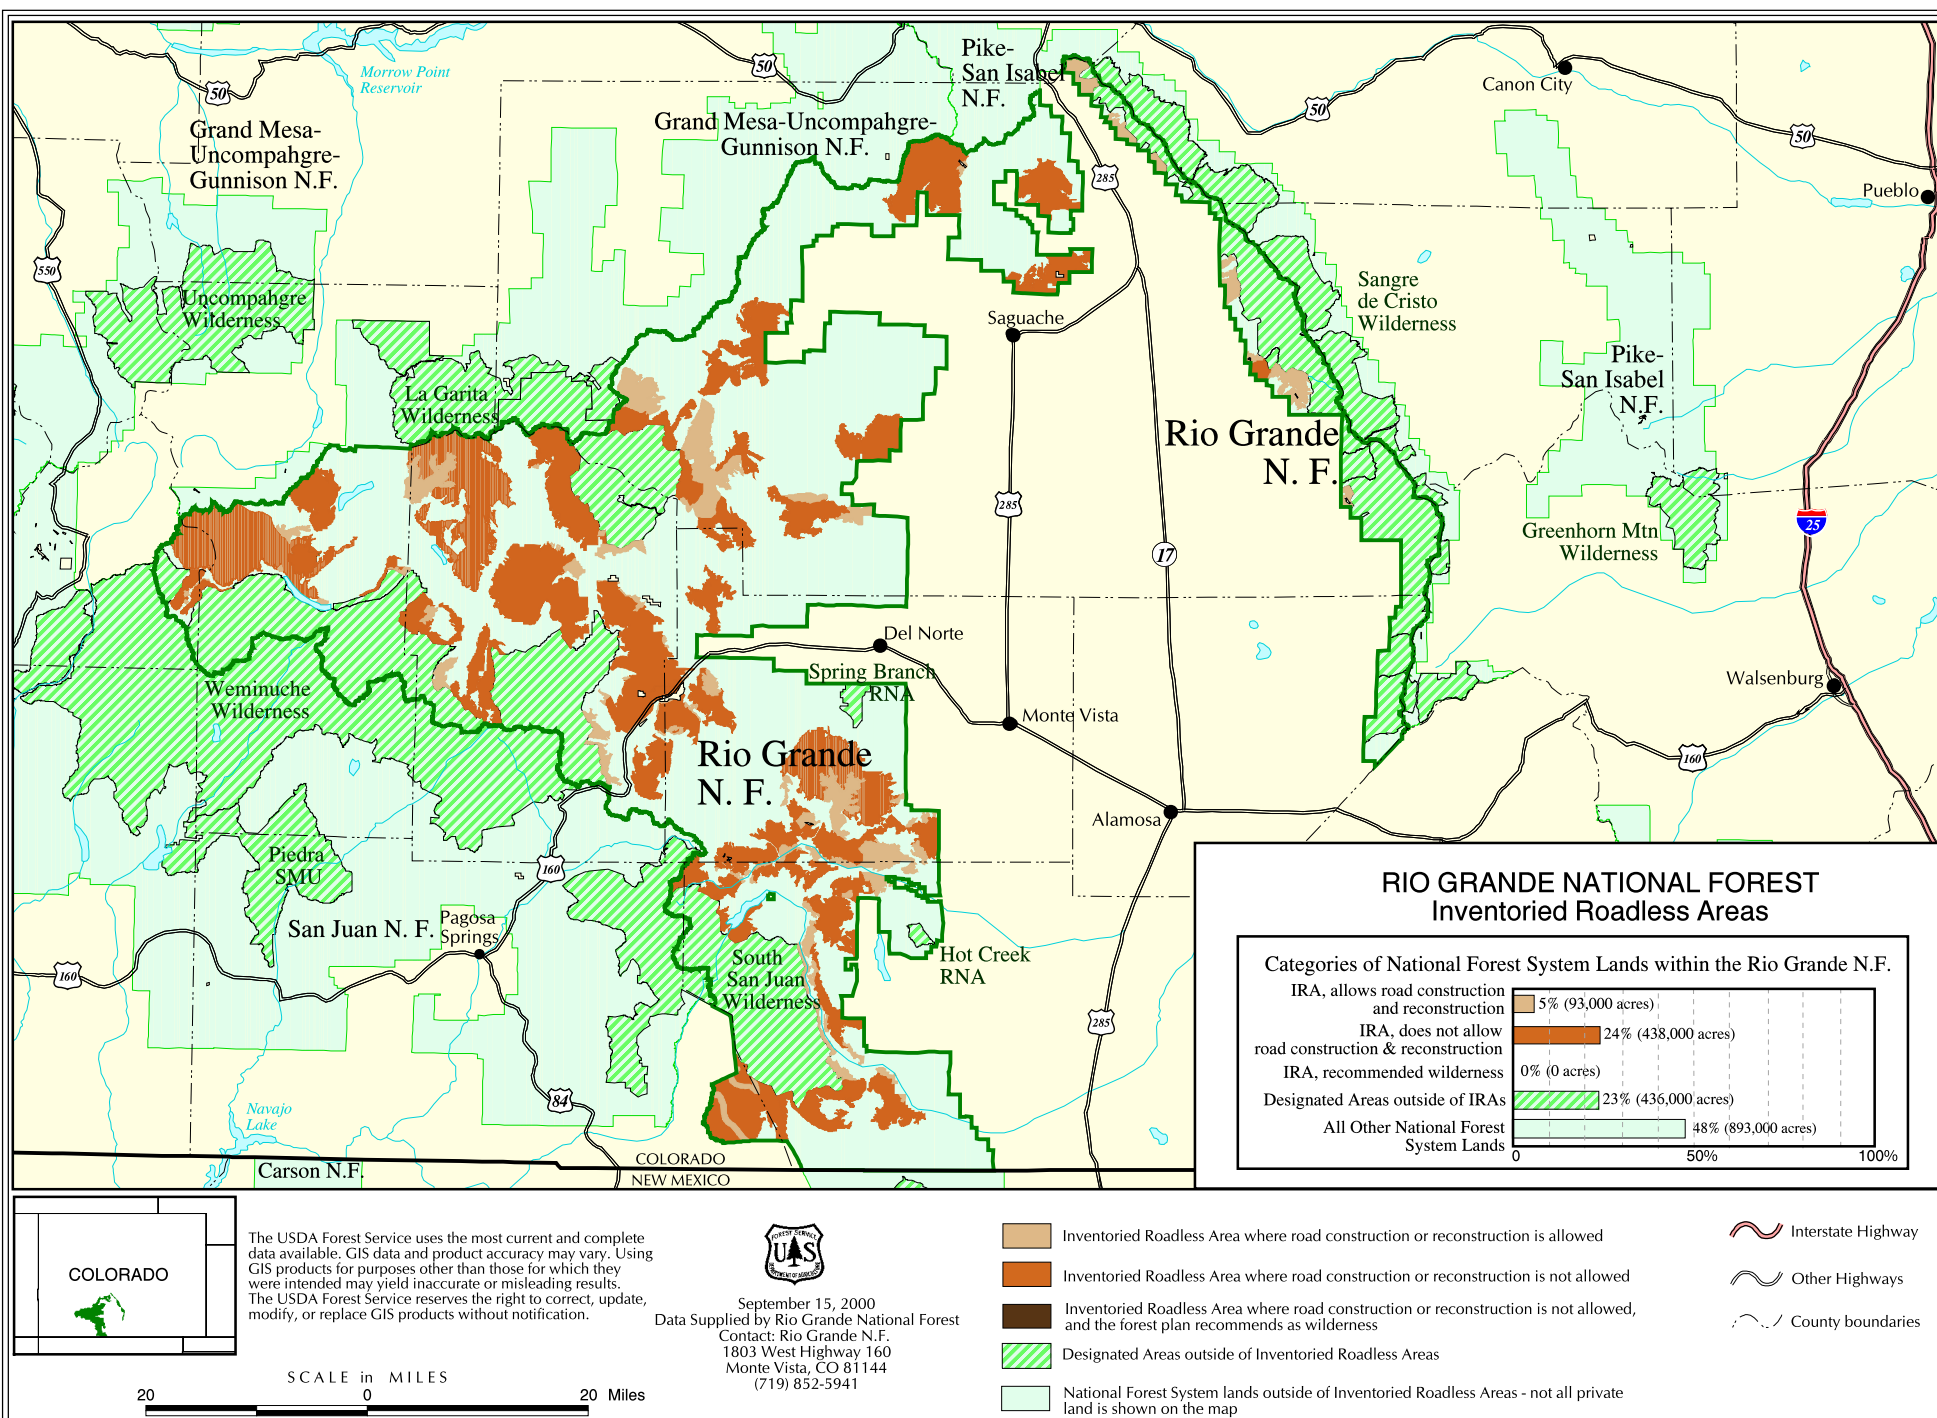 Pike-
San Isabel
N.F.
50
50
50
50
Morrow Point
Reservoir
Canon City
Grand Mesa-
Uncompahgre-
Gunnison N.F.
Grand Mesa-Uncompahgre-
Gunnison N.F.
285
Pueblo
550
Uncompahgre
Wilderness
Sangre
de Cristo
Wilderness
Saguache
Pike-
San Isabel
N.F.
La Garita
Wilderness
Rio Grande
N. F.
285
25
17
Greenhorn Mtn
Wilderness
Del Norte
Spring Branch
RNA
Weminuche
Wilderness
Walsenburg
Monte Vista
Rio Grande
N. F.
160
Alamosa
Piedra
SMU
160
San Juan N. F.
Pagosa
Springs
160
Hot Creek
RNA
South
San Juan
Wilderness
285
84
Navajo
Lake
COLORADO
NEW MEXICO
Carson N.F.
RIO GRANDE NATIONAL FOREST
Inventoried Roadless Areas
Categories of National Forest System Lands within the Rio Grande N.F.
IRA, allows road construction
and reconstruction
5% (93,000 acres)
IRA, does not allow
road construction & reconstruction
24% (438,000 acres)
IRA, recommended wilderness
0% (0 acres)
Designated Areas outside of IRAs
23% (436,000 acres)
All Other National Forest
System Lands
48% (893,000 acres)
0 50% 100%
COLORADO
The USDA Forest Service uses the most current and complete
data available. GIS data and product accuracy may vary. Using
GIS products for purposes other than those for which they
were intended may yield inaccurate or misleading results.
The USDA Forest Service reserves the right to correct, update,
modify, or replace GIS products without notification.
SCALE in MILES
20 0 20 Miles
FOREST SERVICE
U S
DEPARTMENT OF AGRICULTURE
September 15, 2000
Data Supplied by Rio Grande National Forest
Contact: Rio Grande N.F.
1803 West Highway 160
Monte Vista, CO 81144
(719) 852-5941
Inventoried Roadless Area where road construction or reconstruction is allowed
Inventoried Roadless Area where road construction or reconstruction is not allowed
Inventoried Roadless Area where road construction or reconstruction is not allowed,
and the forest plan recommends as wilderness
Designated Areas outside of Inventoried Roadless Areas
National Forest System lands outside of Inventoried Roadless Areas - not all private
land is shown on the map
Interstate Highway
Other Highways
County boundaries